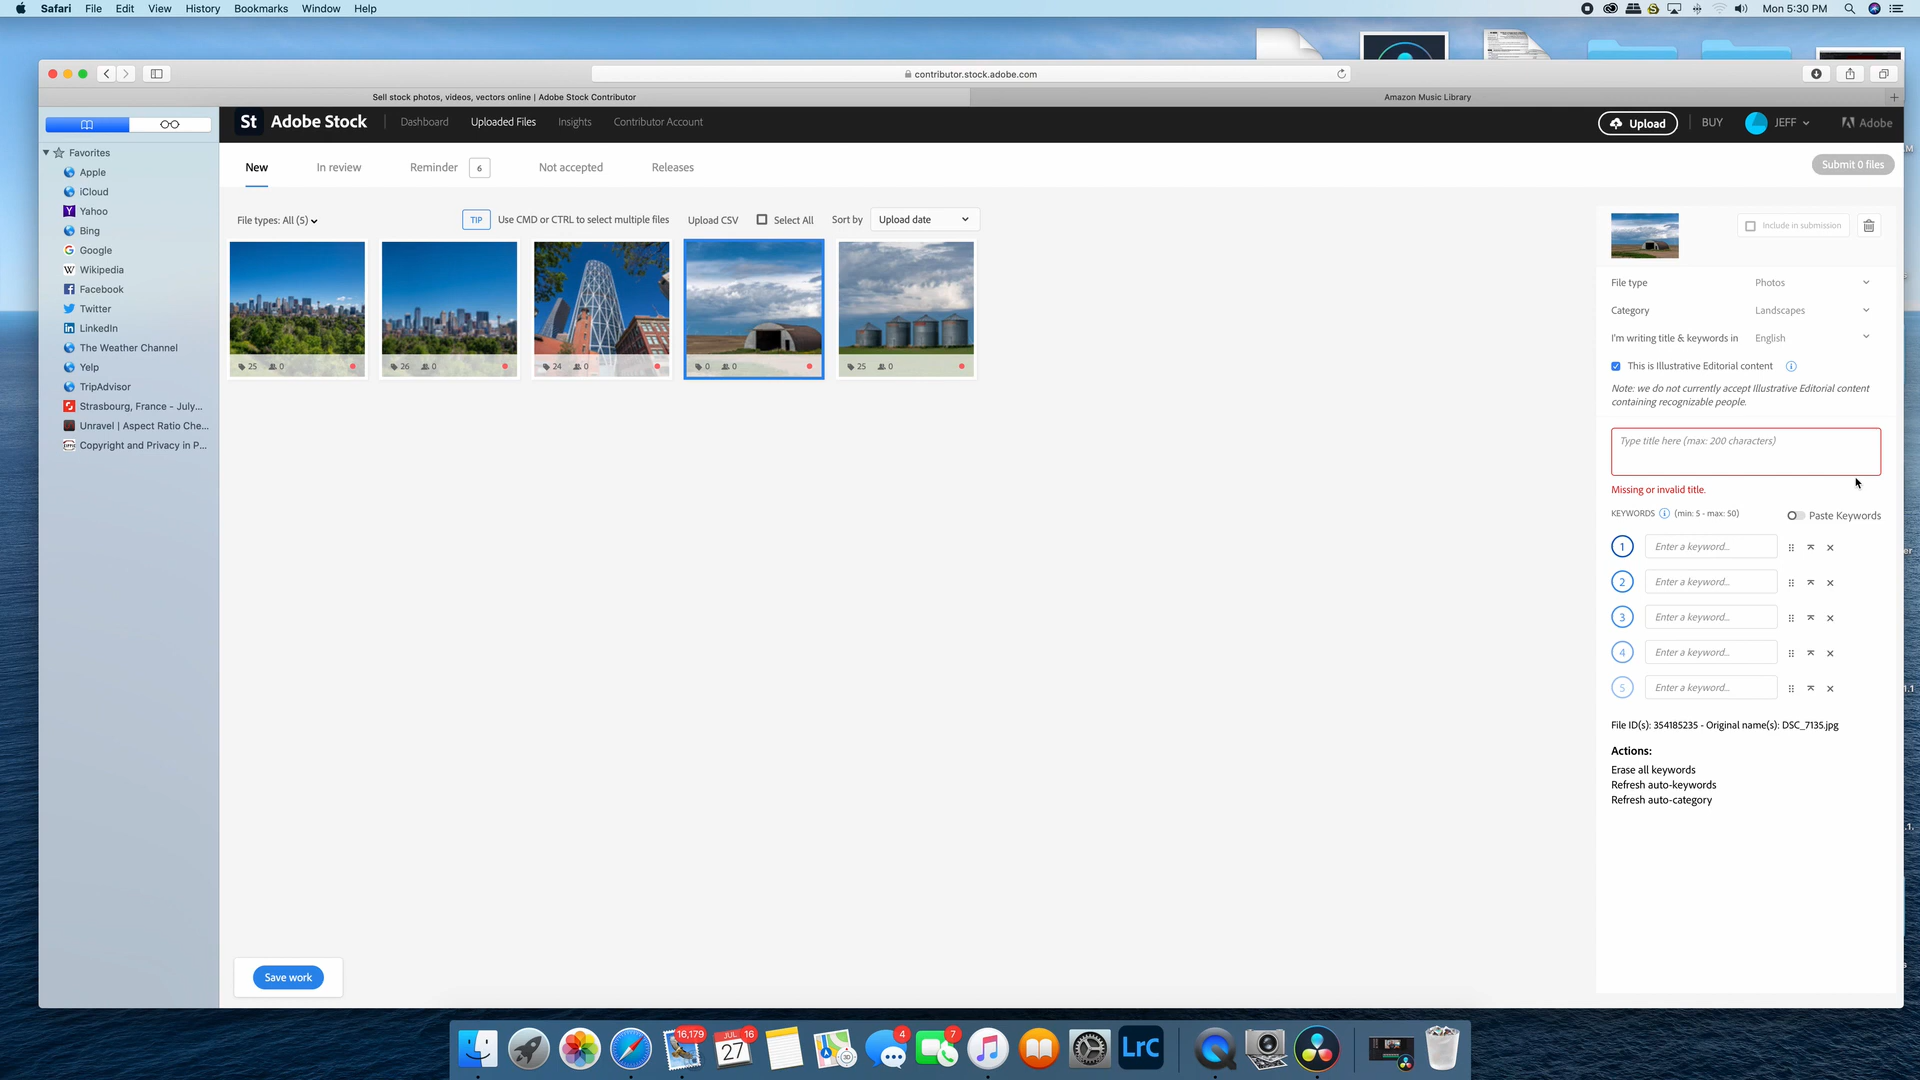 Safari File Edit View History Bookmarks Window Help
Mon 5:30 PM
contributor.stock.adobe.com
Sell stock photos, videos, vectors online | Adobe Stock Contributor
Amazon Music Library
St Adobe Stock Dashboard Uploaded Files Insights Contributor Account
Upload BUY JEFF Adobe
Favorites
Apple
iCloud
Yahoo
Bing
Google
Wikipedia
Facebook
Twitter
LinkedIn
The Weather Channel
Yelp
TripAdvisor
Strasbourg, France - July...
Unravel | Aspect Ratio Che...
Copyright and Privacy in P...
New In review Reminder 6 Not accepted Releases
Submit 0 files
File types: All (5)
TIP Use CMD or CTRL to select multiple files Upload CSV Select All Sort by Upload date
25 0
26 0
24 0
0 0
25 0
Include in submission
File type Photos
Category Landscapes
I'm writing title & keywords in English
This is Illustrative Editorial content
Note: we do not currently accept Illustrative Editorial content
containing recognizable people.
Type title here (max: 200 characters)
Missing or invalid title.
KEYWORDS (min: 5 - max: 50) Paste Keywords
1 Enter a keyword...
2 Enter a keyword...
3 Enter a keyword...
4 Enter a keyword...
5 Enter a keyword...
File ID(s): 354185235 - Original name(s): DSC_7135.jpg
Actions:
Erase all keywords
Refresh auto-keywords
Refresh auto-category
Save work
16,179
JUL 16
27
3D
4
7
LrC